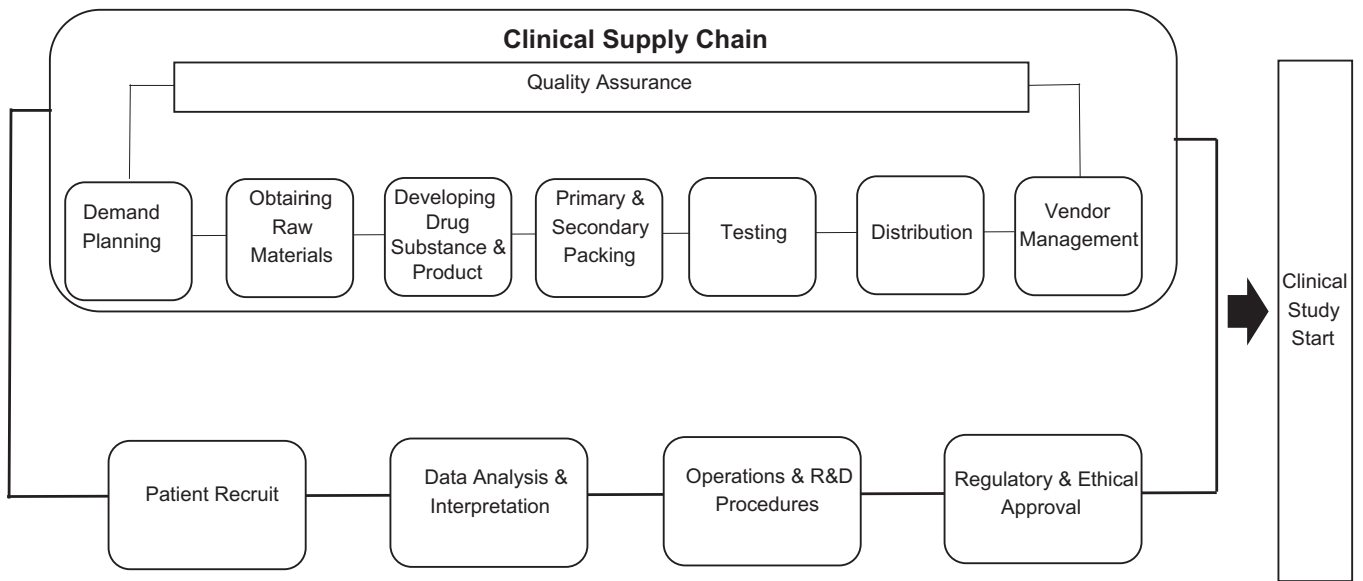 Clinical Supply Chain
Quality Assurance
Demand
Planning
Obtaining
Raw
Materials
Developing
Drug
Substance &
Product
Primary &
Secondary
Packing
Testing
Distribution
Vendor
Management
Clinical
Study
Start
Patient Recruit
Data Analysis &
Interpretation
Operations & R&D
Procedures
Regulatory & Ethical
Approval